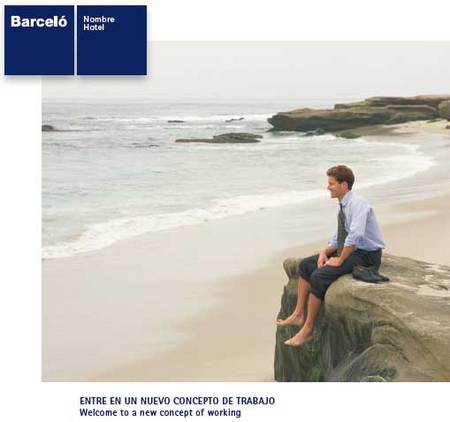 Barceló
Nombre
Hotel
ENTRE EN UN NUEVO CONCEPTO DE TRABAJO
Welcome to a new concept of working